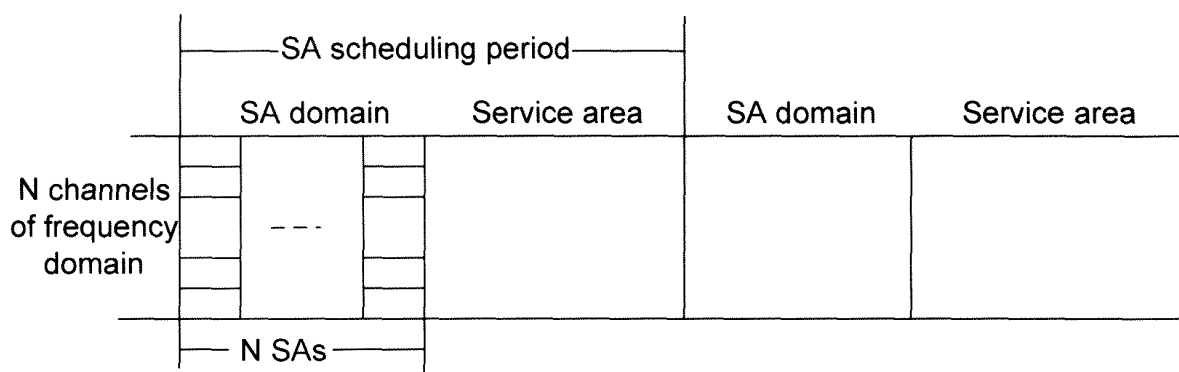 SA scheduling period
SA domain
Service area
SA domain
Service area
N channels
of frequency
domain
N SAs